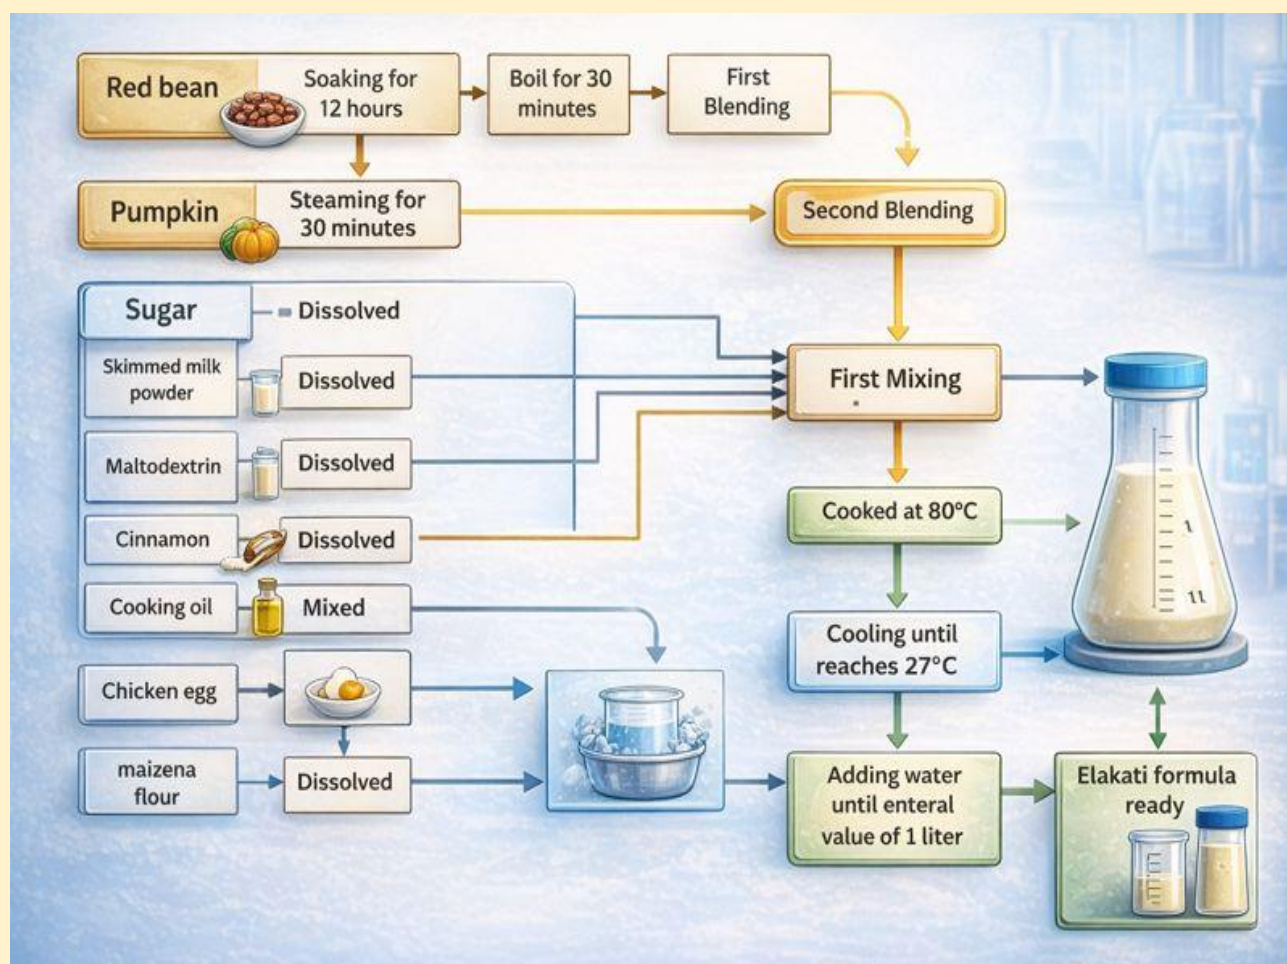 Red bean
Soaking for
12 hours
Boil for 30
minutes
First
Blending
Pumpkin
Steaming for
30 minutes
Second Blending
Sugar
Dissolved
Skimmed milk
powder
Dissolved
First Mixing
Maltodextrin
Dissolved
Cinnamon
Dissolved
Cooked at 80°C
1
11
Cooking oil
Mixed
Cooling until
reaches 27°C
Chicken egg
maizena
flour
Dissolved
Adding water
until enteral
value of 1 liter
Elakati formula
ready